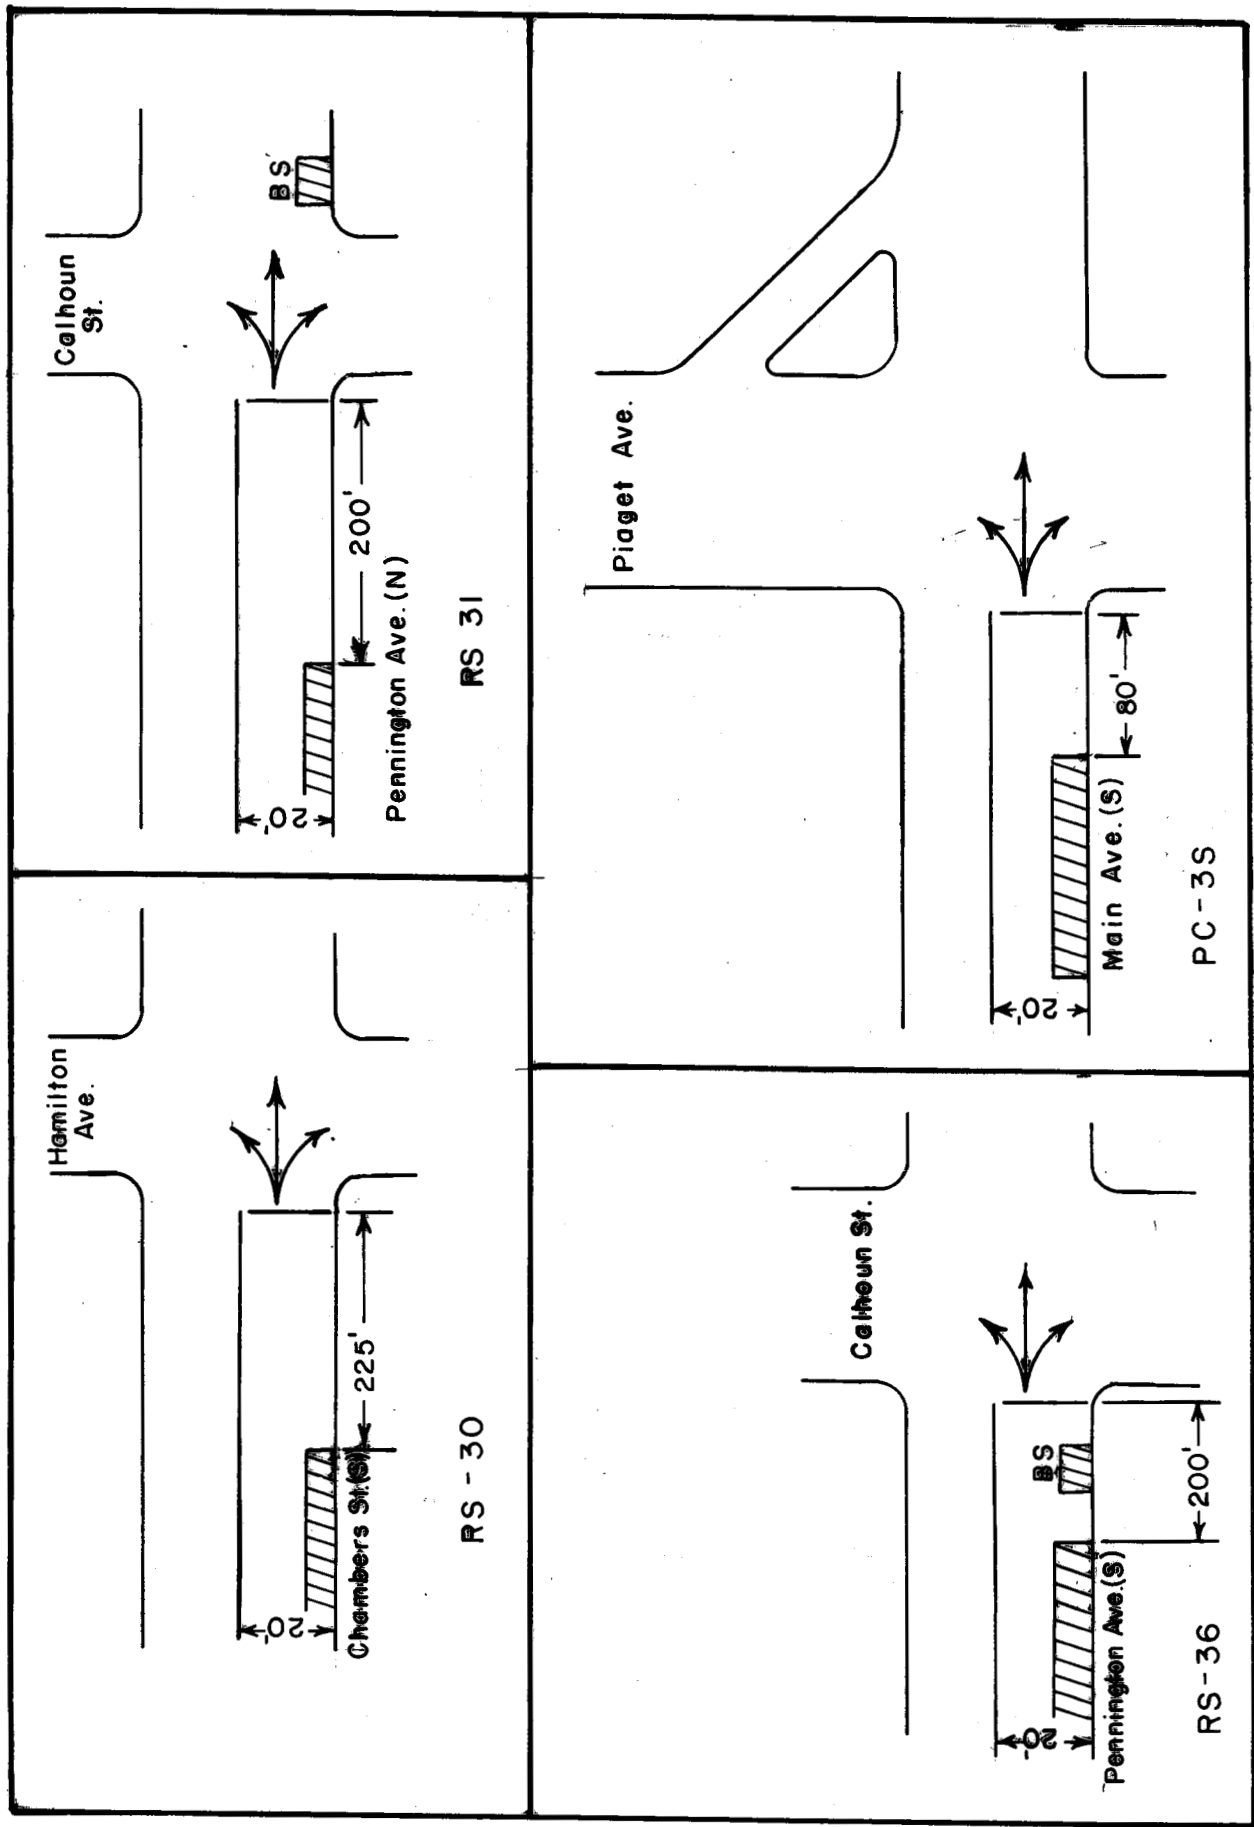 Hamilton
Ave.
20'
225'
Chambers St.(S)
RS - 30
Calhoun
St.
BS
20'
200'
Pennington Ave.(N)
RS 31
Calhoun St.
BS
20'
200'
Pennington Ave.(S)
RS - 36
Piaget Ave.
20'
80'
Main Ave.(S)
PC - 3S